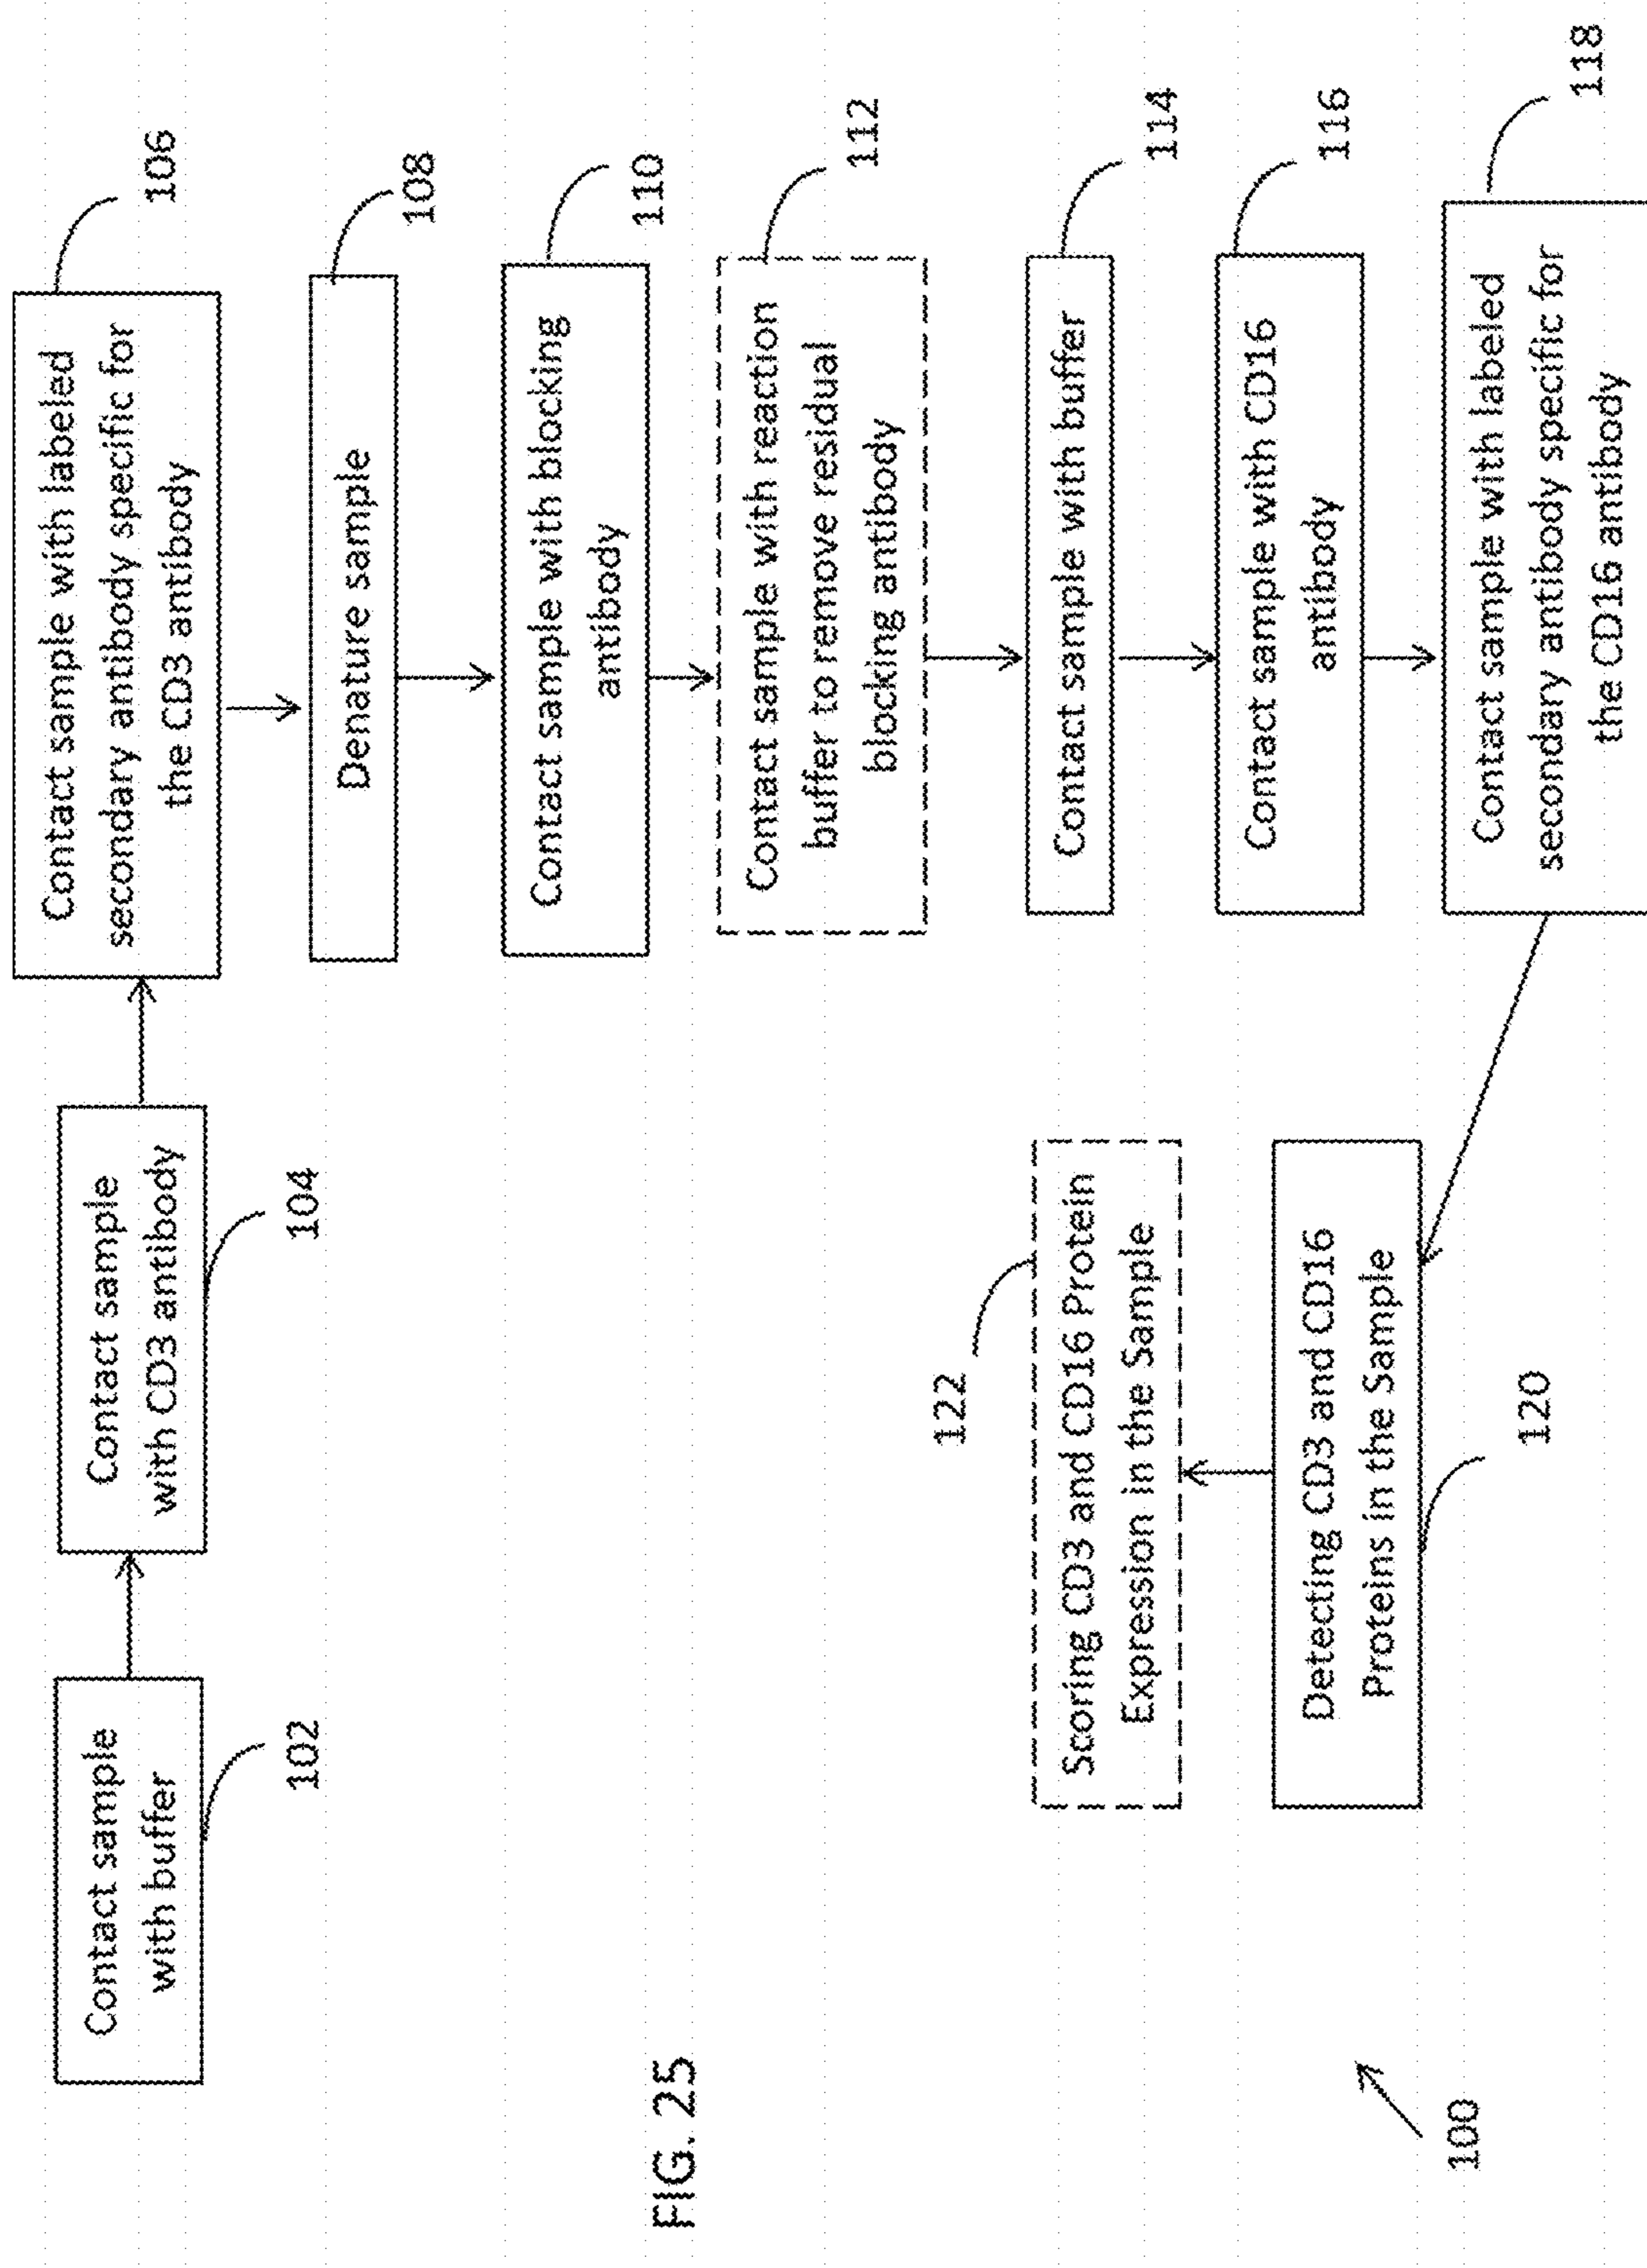 Contact sample
with buffer
102
Contact sample
with CD3 antibody
104
Contact sample with labeled
secondary antibody specific for
the CD3 antibody
106
Denature sample
108
Contact sample with blocking
antibody
110
Contact sample with reaction
buffer to remove residual
blocking antibody
112
Contact sample with buffer
114
Contact sample with CD16
antibody
116
Contact sample with labeled
secondary antibody specific for
the CD16 antibody
118
Detecting CD3 and CD16
Proteins in the Sample
120
Scoring CD3 and CD16 Protein
Expression in the Sample
122
FIG. 25
100